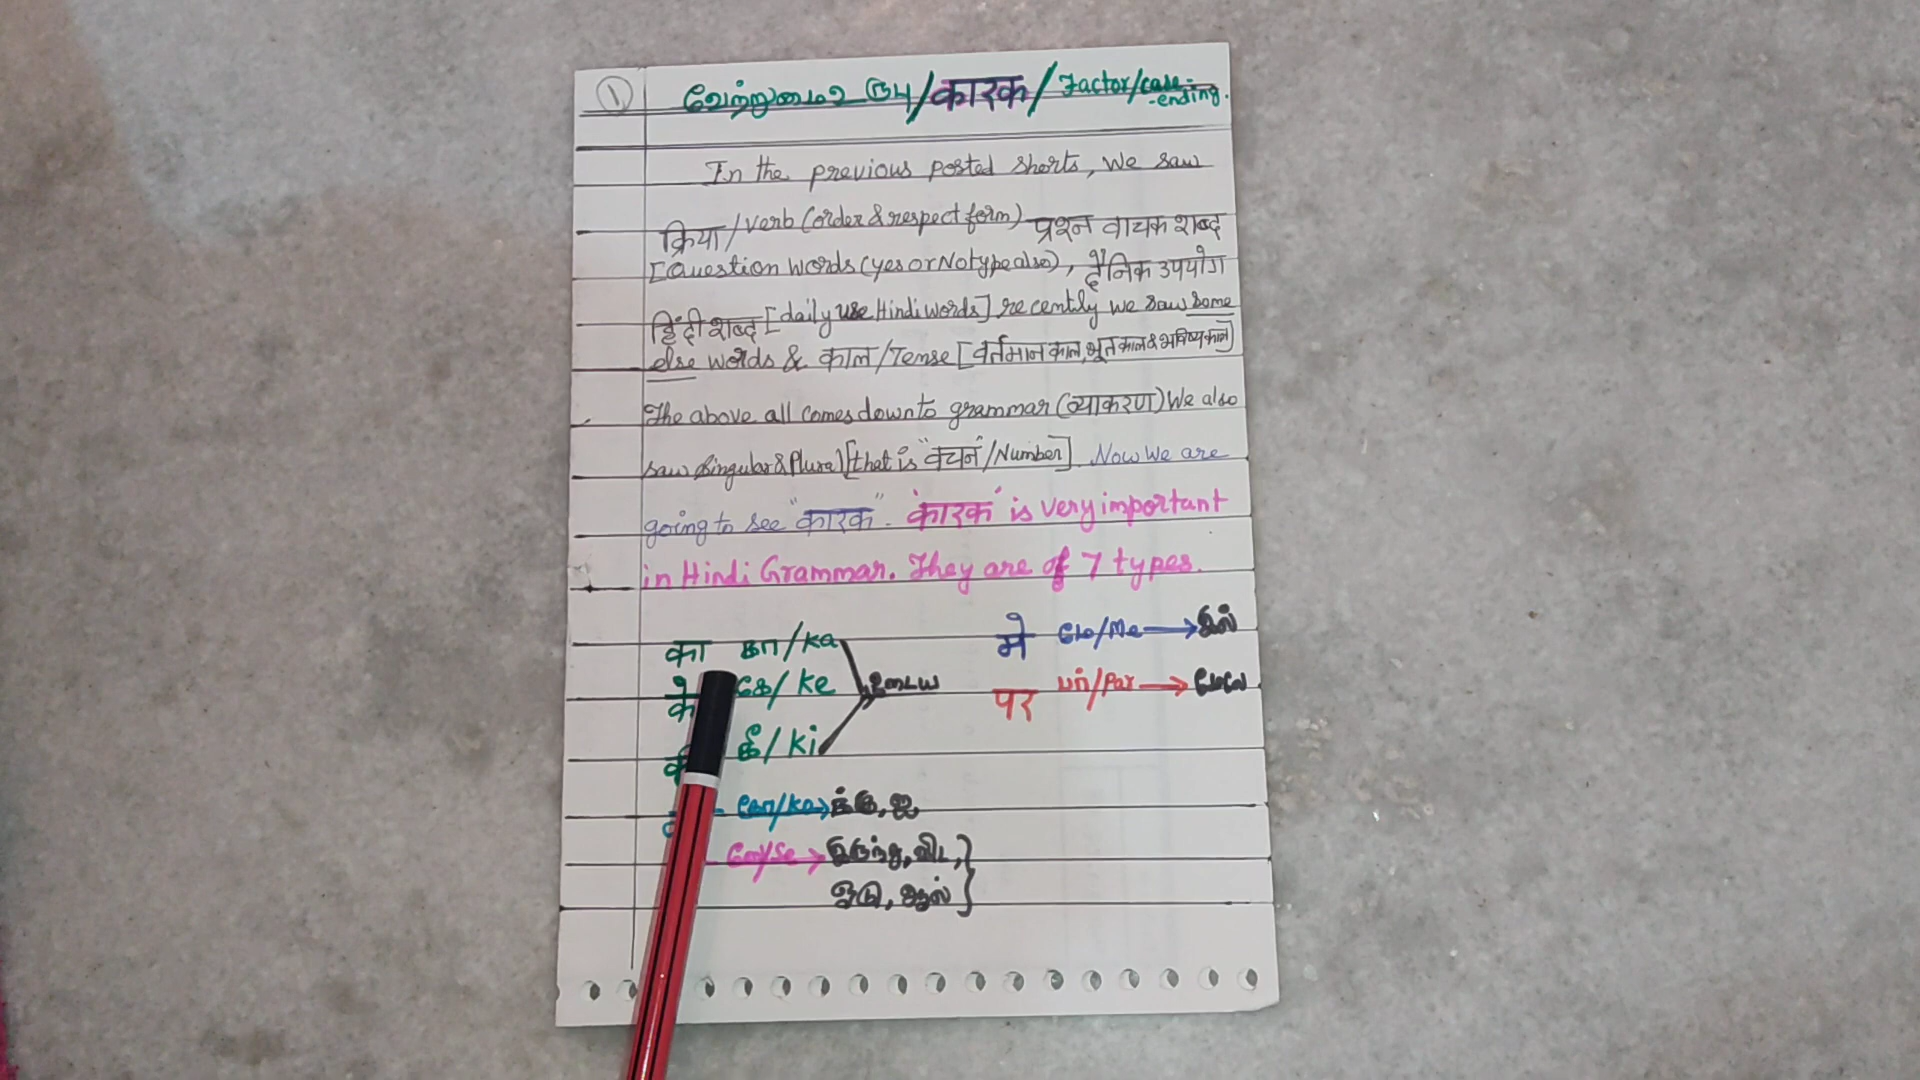 १
வேற்றுமை உருபு/कारक/Factor/case-
-ending.
In the previous posted shorts, We saw
क्रिया/verb (order & respect form) प्रश्न वाचक शब्द
[Question words (yes or No type also), दैनिक उपयोग
हिंदी शब्द [daily use Hindi words] recently we saw some
else words & काल/Tense [वर्तमान काल, भूतकाल & भविष्य काल]
The above all comes down to grammar (व्याकरण) We also
saw Singular & Plural [that is "वचन"/Number]. Now We are
going to see "कारक". 'कारक' is very important
in Hindi Grammar. They are of 7 types.
का கா/ka
के கே/ke
கீ/ki
உடைய
கோ/ko → க்கு, ஐ
சே/se → இருந்து, விட,
ஓடு, ஆல்
मे மே/Me → இல்
पर பர்/Par → மேலே